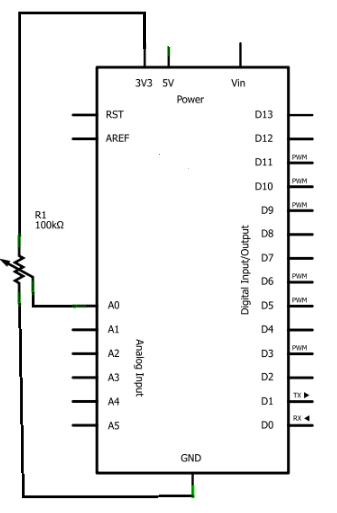 3V3 5V Vin
Power
RST
AREF
D13
D12
PWM
D11
PWM
D10
PWM
D9
D8
D7
PWM
D6
PWM
D5
D4
PWM
D3
D2
TX
D1
RX
D0
Digital Input/Output
R1
100kΩ
A0
A1
A2
A3
A4
A5
Analog Input
GND